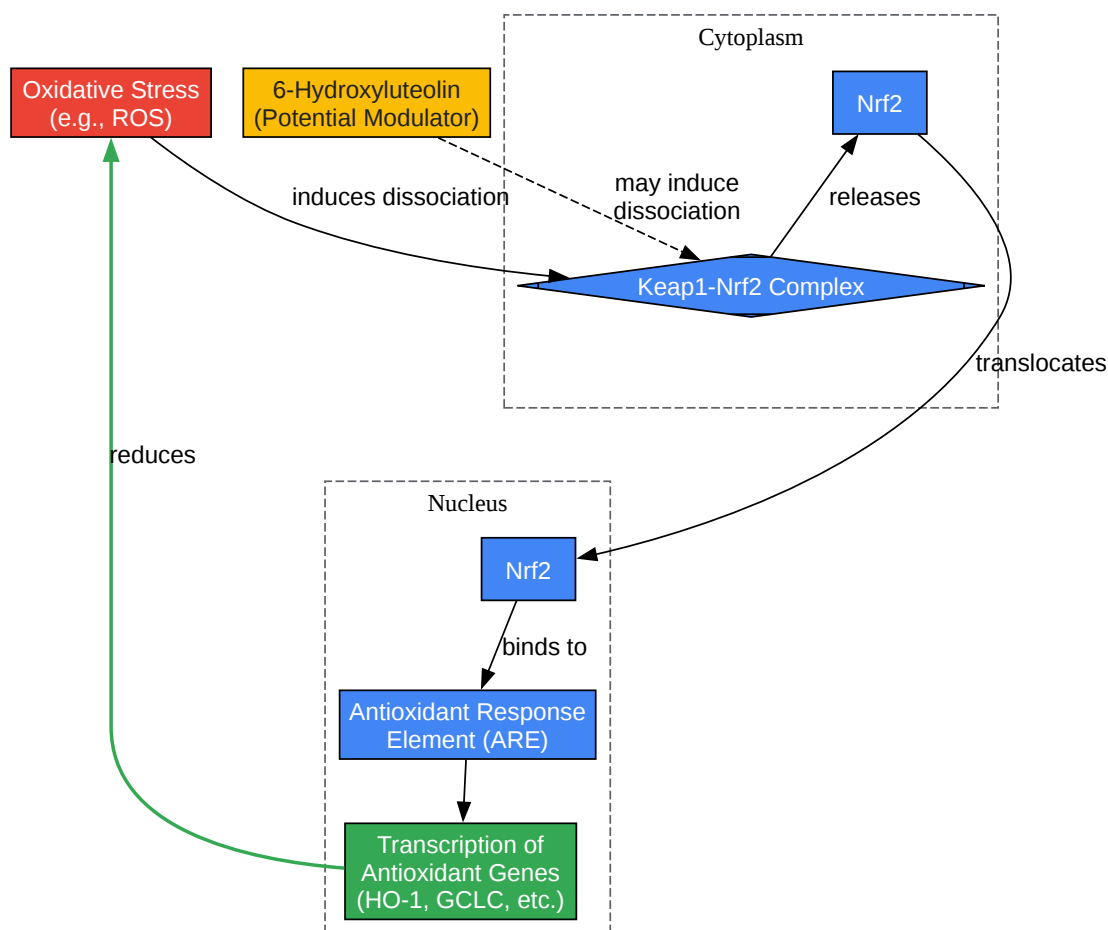 Cytoplasm
Oxidative Stress
(e.g., ROS)
6-Hydroxyluteolin
(Potential Modulator)
Nrf2
induces dissociation
may induce
dissociation
releases
Keap1-Nrf2 Complex
translocates
reduces
Nucleus
Nrf2
binds to
Antioxidant Response
Element (ARE)
Transcription of
Antioxidant Genes
(HO-1, GCLC, etc.)